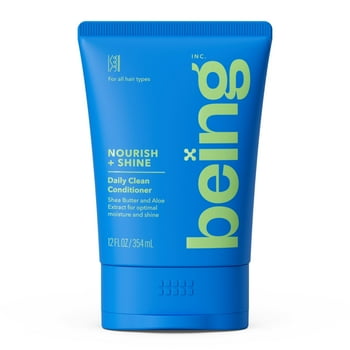 For all hair types
INC.
being
NOURISH
+ SHINE
Daily Clean
Conditioner
Shea Butter and Aloe
Extract for optimal
moisture and shine
12 FL OZ / 354 mL